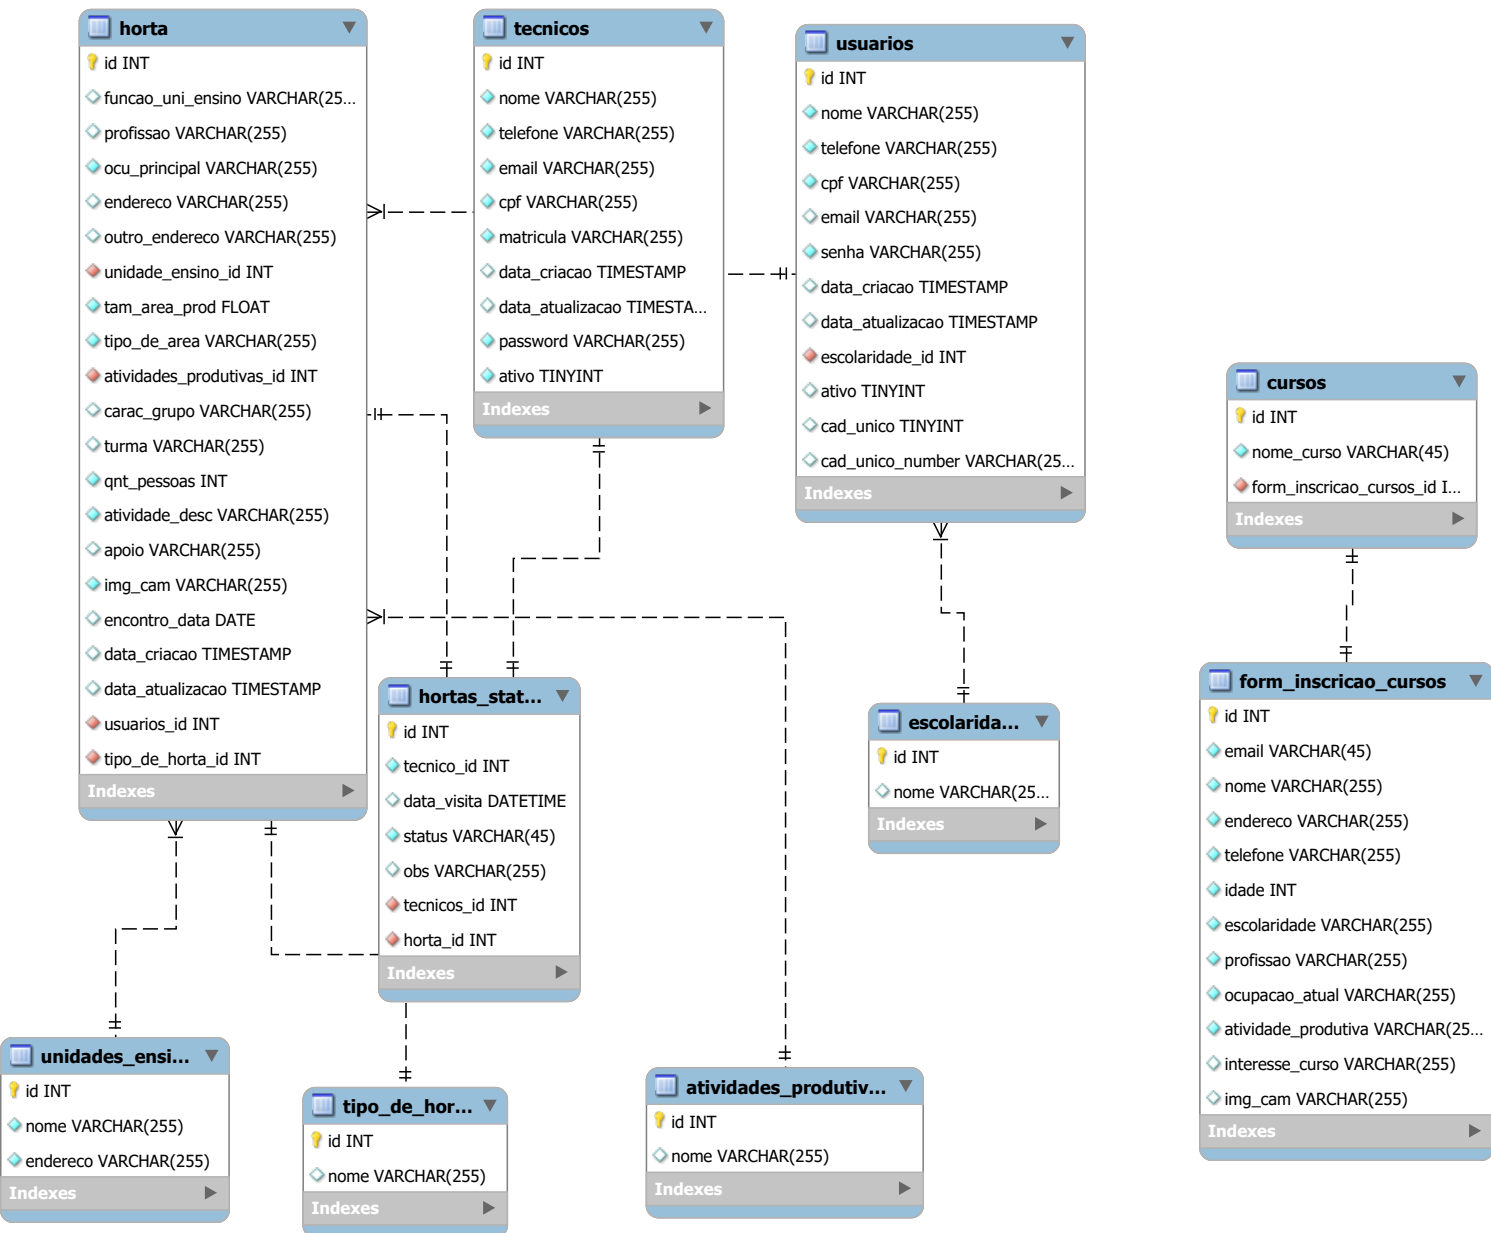 horta
id INT
funcao_uni_ensino VARCHAR(25...
profissao VARCHAR(255)
ocu_principal VARCHAR(255)
endereco VARCHAR(255)
outro_endereco VARCHAR(255)
unidade_ensino_id INT
tam_area_prod FLOAT
tipo_de_area VARCHAR(255)
atividades_produtivas_id INT
carac_grupo VARCHAR(255)
turma VARCHAR(255)
qnt_pessoas INT
atividade_desc VARCHAR(255)
apoio VARCHAR(255)
img_cam VARCHAR(255)
encontro_data DATE
data_criacao TIMESTAMP
data_atualizacao TIMESTAMP
usuarios_id INT
tipo_de_horta_id INT
Indexes
tecnicos
id INT
nome VARCHAR(255)
telefone VARCHAR(255)
email VARCHAR(255)
cpf VARCHAR(255)
matricula VARCHAR(255)
data_criacao TIMESTAMP
data_atualizacao TIMESTA...
password VARCHAR(255)
ativo TINYINT
Indexes
usuarios
id INT
nome VARCHAR(255)
telefone VARCHAR(255)
cpf VARCHAR(255)
email VARCHAR(255)
senha VARCHAR(255)
data_criacao TIMESTAMP
data_atualizacao TIMESTAMP
escolaridade_id INT
ativo TINYINT
cad_unico TINYINT
cad_unico_number VARCHAR(25...
Indexes
cursos
id INT
nome_curso VARCHAR(45)
form_inscricao_cursos_id I...
Indexes
hortas_stat...
id INT
tecnico_id INT
data_visita DATETIME
status VARCHAR(45)
obs VARCHAR(255)
tecnicos_id INT
horta_id INT
Indexes
escolarida...
id INT
nome VARCHAR(25...
Indexes
form_inscricao_cursos
id INT
email VARCHAR(45)
nome VARCHAR(255)
endereco VARCHAR(255)
telefone VARCHAR(255)
idade INT
escolaridade VARCHAR(255)
profissao VARCHAR(255)
ocupacao_atual VARCHAR(255)
atividade_produtiva VARCHAR(25...
interesse_curso VARCHAR(255)
img_cam VARCHAR(255)
Indexes
unidades_ensi...
id INT
nome VARCHAR(255)
endereco VARCHAR(255)
Indexes
tipo_de_hor...
id INT
nome VARCHAR(255)
Indexes
atividades_produtiv...
id INT
nome VARCHAR(255)
Indexes